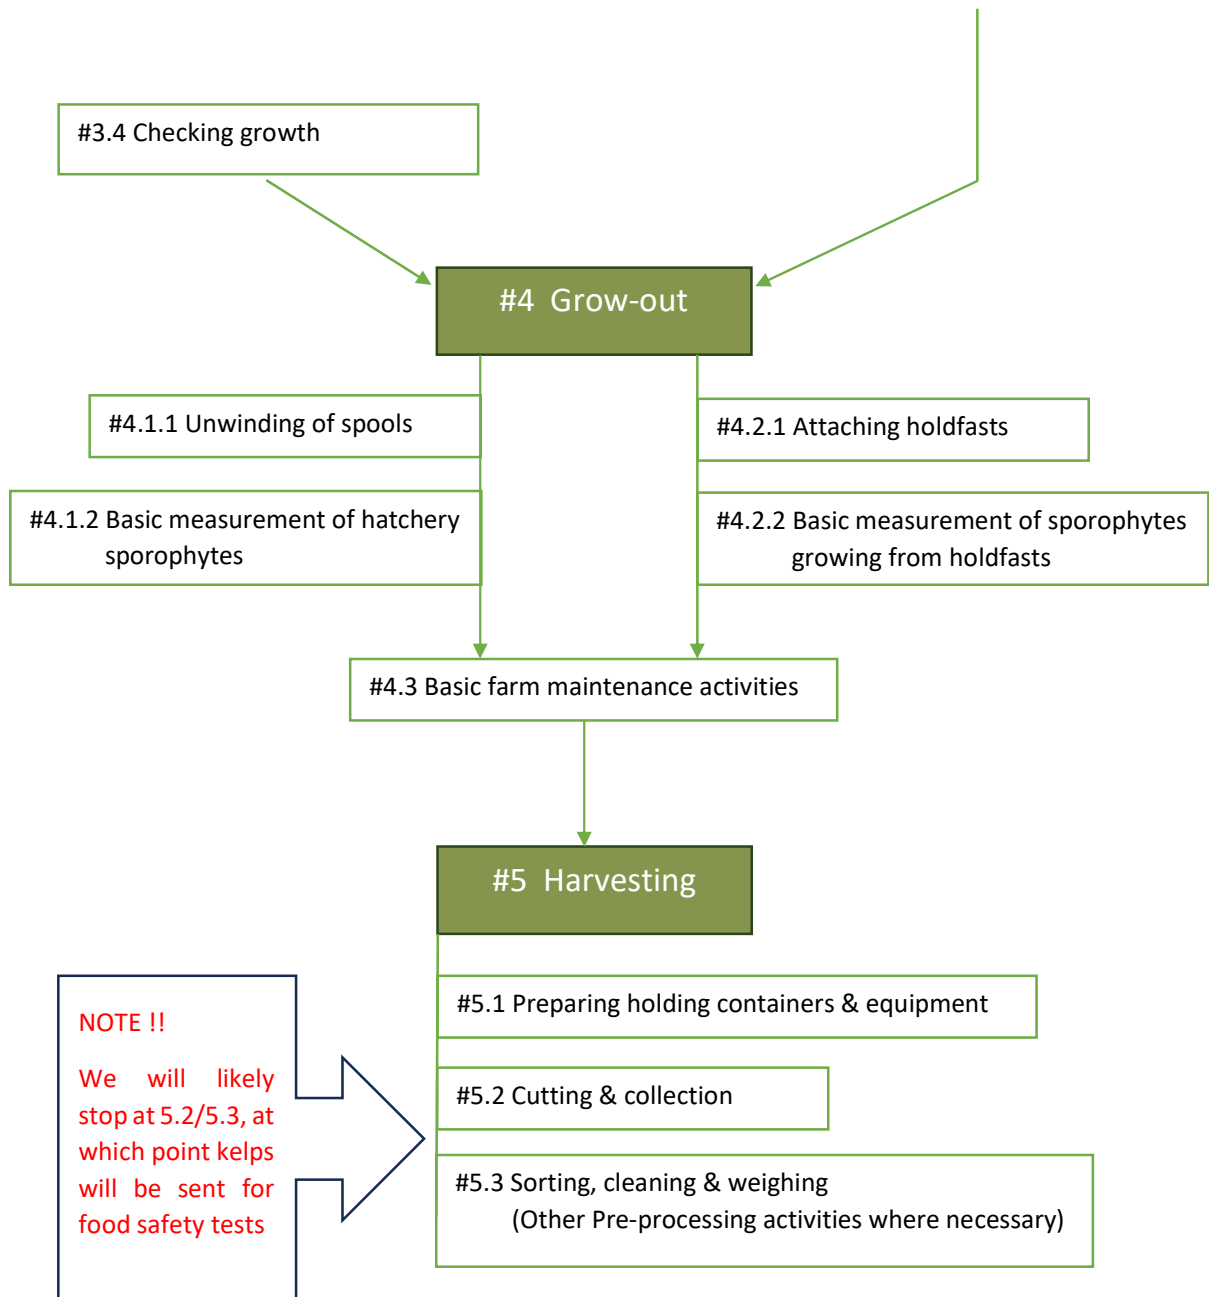 #3.4 Checking growth
#4 Grow-out
#4.1.1 Unwinding of spools
#4.2.1 Attaching holdfasts
#4.1.2 Basic measurement of hatchery
sporophytes
#4.2.2 Basic measurement of sporophytes
growing from holdfasts
#4.3 Basic farm maintenance activities
#5 Harvesting
NOTE !!
We will likely
stop at 5.2/5.3, at
which point kelps
will be sent for
food safety tests
#5.1 Preparing holding containers & equipment
#5.2 Cutting & collection
#5.3 Sorting, cleaning & weighing
(Other Pre-processing activities where necessary)